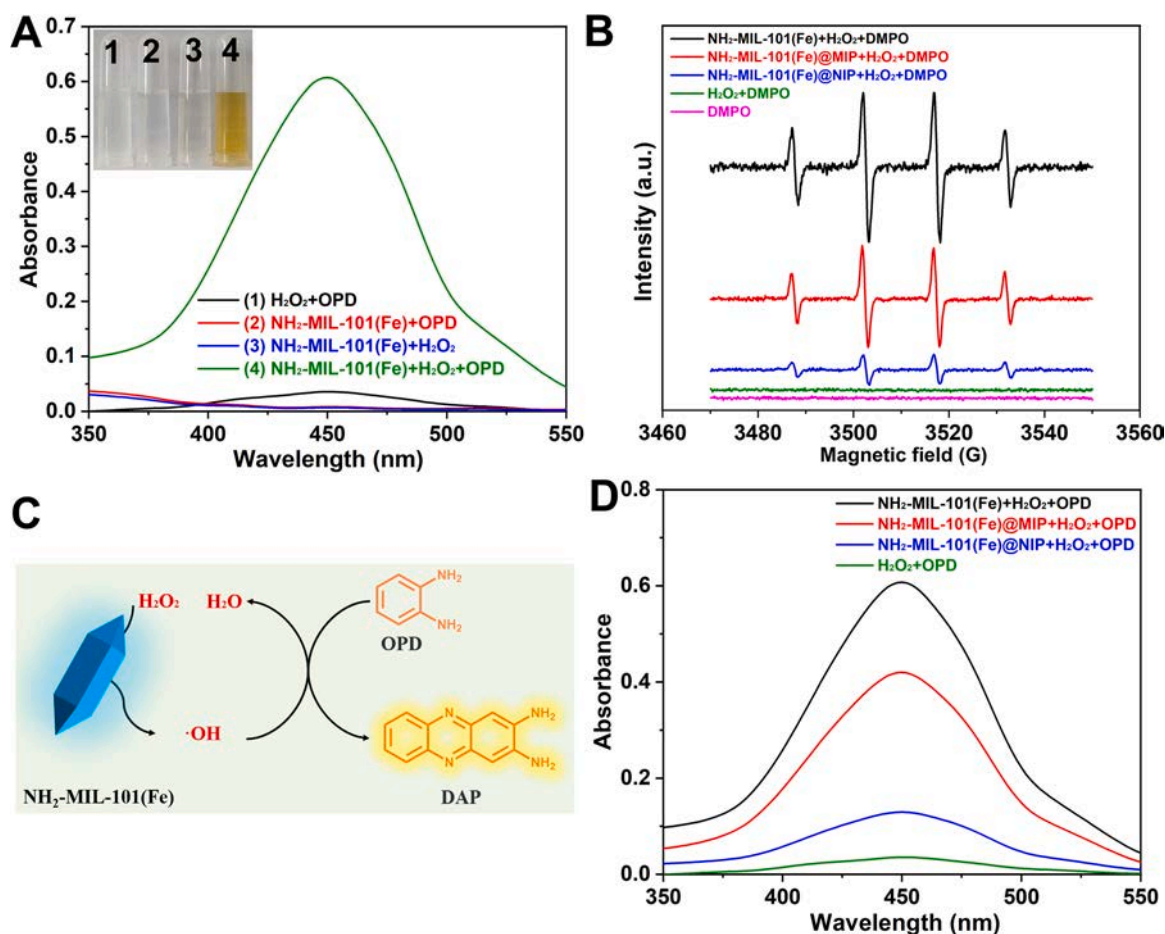 A
0.7
0.6
0.5
0.4
0.3
0.2
0.1
0.0
Absorbance
1 2 3 4
(1) H₂O₂+OPD
(2) NH₂-MIL-101(Fe)+OPD
(3) NH₂-MIL-101(Fe)+H₂O₂
(4) NH₂-MIL-101(Fe)+H₂O₂+OPD
350 400 450 500 550
Wavelength (nm)
B
NH₂-MIL-101(Fe)+H₂O₂+DMPO
NH₂-MIL-101(Fe)@MIP+H₂O₂+DMPO
NH₂-MIL-101(Fe)@NIP+H₂O₂+DMPO
H₂O₂+DMPO
DMPO
Intensity (a.u.)
3460 3480 3500 3520 3540 3560
Magnetic field (G)
C
H₂O₂ H₂O
NH₂
NH₂
OPD
·OH
N
N
NH₂
NH₂
NH₂-MIL-101(Fe)
DAP
D
0.8
0.6
0.4
0.2
0.0
Absorbance
NH₂-MIL-101(Fe)+H₂O₂+OPD
NH₂-MIL-101(Fe)@MIP+H₂O₂+OPD
NH₂-MIL-101(Fe)@NIP+H₂O₂+OPD
H₂O₂+OPD
350 400 450 500 550
Wavelength (nm)